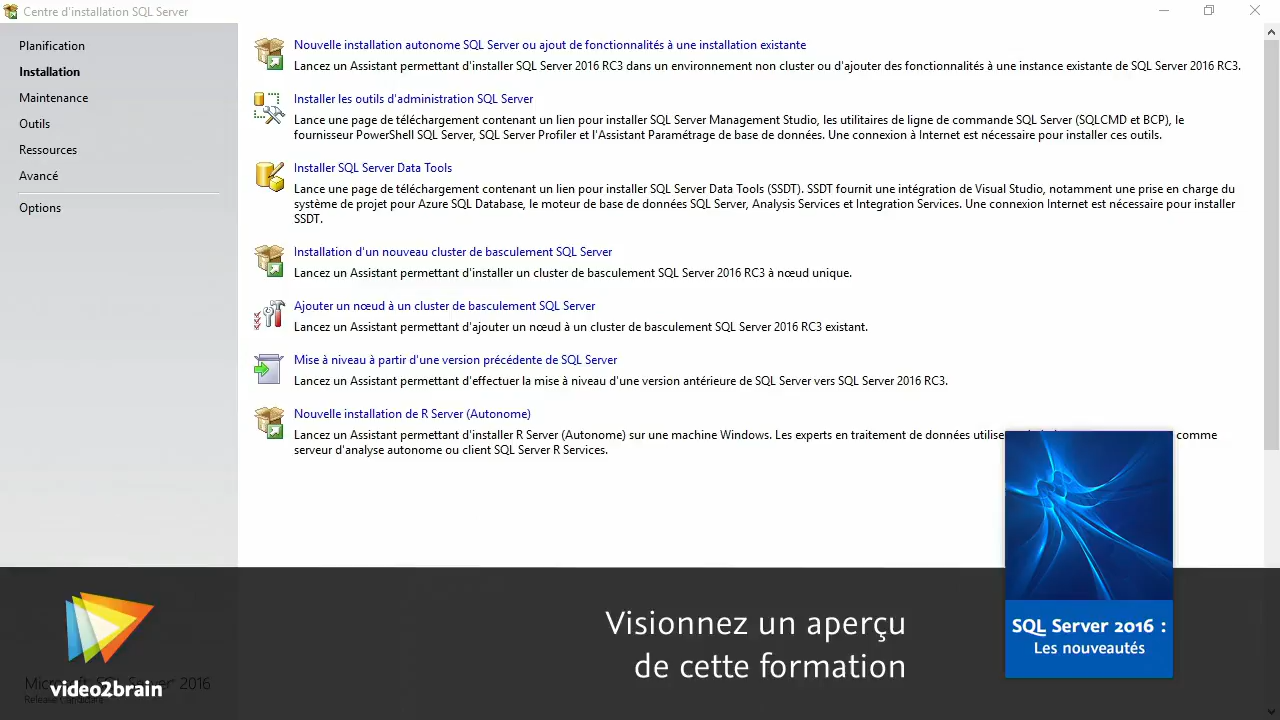 Centre d'installation SQL Server
Planification
Installation
Maintenance
Outils
Ressources
Avancé
Options
Nouvelle installation autonome SQL Server ou ajout de fonctionnalités à une installation existante
Lancez un Assistant permettant d'installer SQL Server 2016 RC3 dans un environnement non cluster ou d'ajouter des fonctionnalités à une instance existante de SQL Server 2016 RC3.
Installer les outils d'administration SQL Server
Lance une page de téléchargement contenant un lien pour installer SQL Server Management Studio, les utilitaires de ligne de commande SQL Server (SQLCMD et BCP), le
fournisseur PowerShell SQL Server, SQL Server Profiler et l'Assistant Paramétrage de base de données. Une connexion à Internet est nécessaire pour installer ces outils.
Installer SQL Server Data Tools
Lance une page de téléchargement contenant un lien pour installer SQL Server Data Tools (SSDT). SSDT fournit une intégration de Visual Studio, notamment une prise en charge du
système de projet pour Azure SQL Database, le moteur de base de données SQL Server, Analysis Services et Integration Services. Une connexion Internet est nécessaire pour installer
SSDT.
Installation d'un nouveau cluster de basculement SQL Server
Lancez un Assistant permettant d'installer un cluster de basculement SQL Server 2016 RC3 à nœud unique.
Ajouter un nœud à un cluster de basculement SQL Server
Lancez un Assistant permettant d'ajouter un nœud à un cluster de basculement SQL Server 2016 RC3 existant.
Mise à niveau à partir d'une version précédente de SQL Server
Lancez un Assistant permettant d'effectuer la mise à niveau d'une version antérieure de SQL Server vers SQL Server 2016 RC3.
Nouvelle installation de R Server (Autonome)
Lancez un Assistant permettant d'installer R Server (Autonome) sur une machine Windows. Les experts en traitement de données comme
serveur d'analyse autonome ou client SQL Server R Services.
Visionnez un aperçu
de cette formation
SQL Server 2016 :
Les nouveautés
Microsoft SQL Server 2016
video2brain